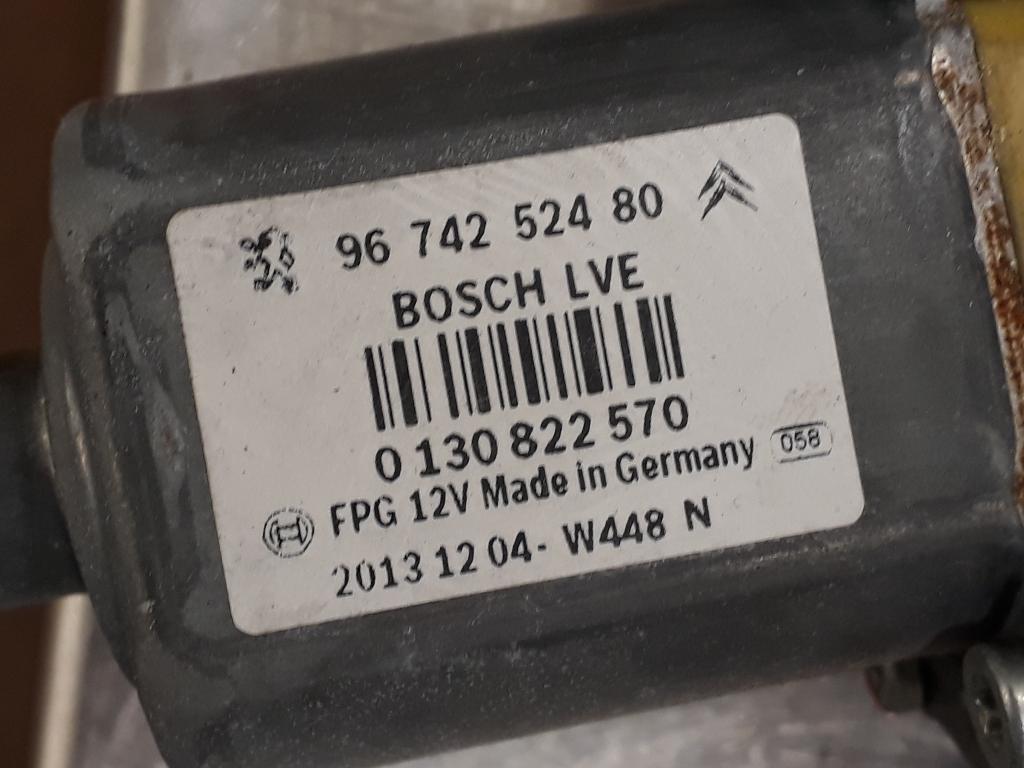 96 742 524 80
BOSCH LVE
0 130 822 570
FPG 12V Made in Germany 058
2013 12 04- W448 N